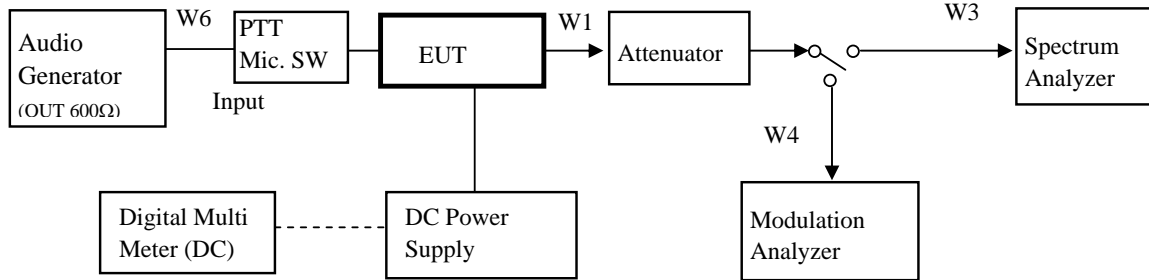 W6
W1
W3
Audio
Generator
(OUT 600Ω)
PTT
Mic. SW
Input
EUT
Attenuator
Spectrum
Analyzer
W4
Digital Multi
Meter (DC)
DC Power
Supply
Modulation
Analyzer